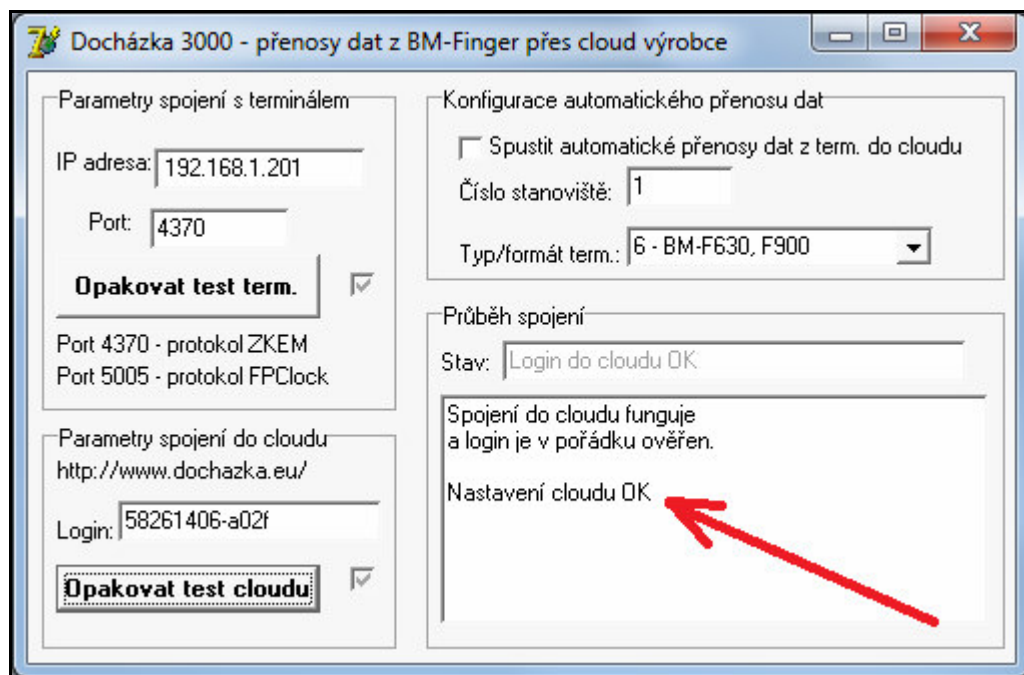 Docházka 3000 - přenosy dat z BM-Finger přes cloud výrobce
Parametry spojení s terminálem
IP adresa: 192.168.1.201
Port: 4370
Opakovat test term.
Port 4370 - protokol ZKEM
Port 5005 - protokol FPClock
Parametry spojení do cloudu
http://www.dochazka.eu/
Login: 58261406-a02f
Opakovat test cloudu
Konfigurace automatického přenosu dat
Spustit automatické přenosy dat z term. do cloudu
Číslo stanoviště: 1
Typ/formát term.: 6 - BM-F630, F900
Průběh spojení
Stav: Login do cloudu OK
Spojení do cloudu funguje
a login je v pořádku ověřen.
Nastavení cloudu OK